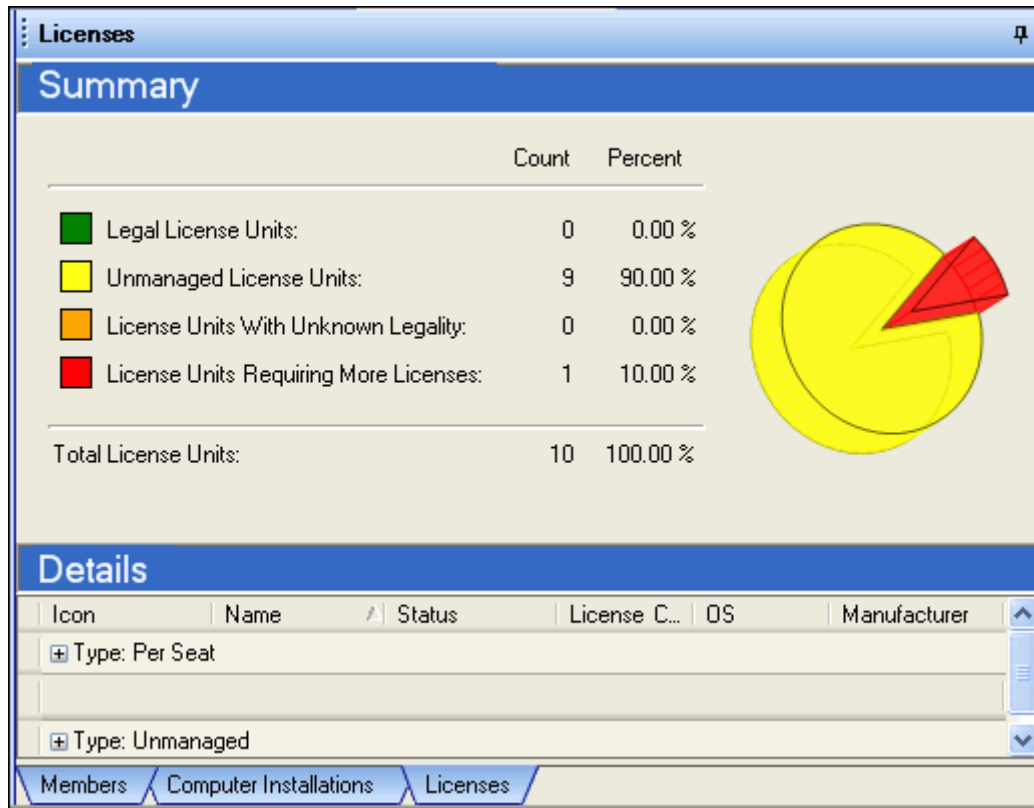 Licenses
Summary
Count Percent
Legal License Units: 0 0.00 %
Unmanaged License Units: 9 90.00 %
License Units With Unknown Legality: 0 0.00 %
License Units Requiring More Licenses: 1 10.00 %
Total License Units: 10 100.00 %
Details
Icon Name Status License C... OS Manufacturer
Type: Per Seat
Type: Unmanaged
Members Computer Installations Licenses